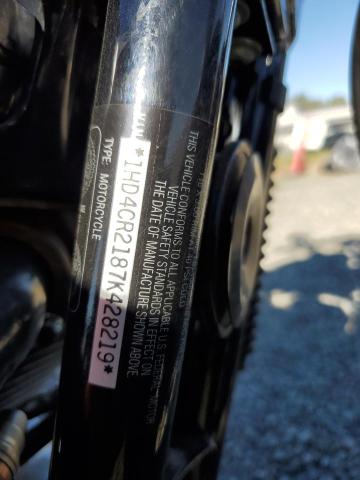 THIS VEHICLE CONFORMS TO ALL APPLICABLE U.S. FEDERAL MOTOR
VEHICLE SAFETY STANDARDS IN EFFECT ON
THE DATE OF MANUFACTURE SHOWN ABOVE.
*1HD4CR2187K428219*
TYPE: MOTORCYCLE